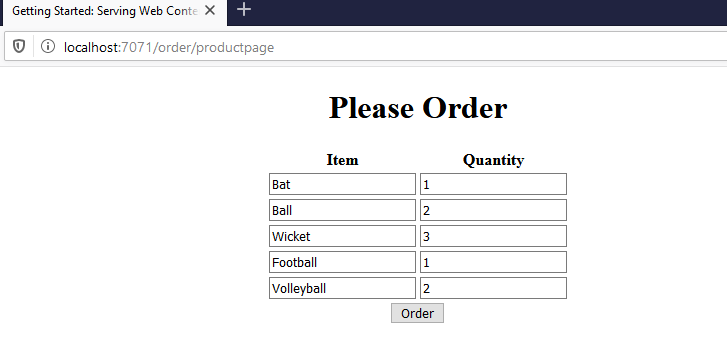 Getting Started: Serving Web Conte
localhost:7071/order/productpage
Please Order
Item Quantity
Bat 1
Ball 2
Wicket 3
Football 1
Volleyball 2
Order